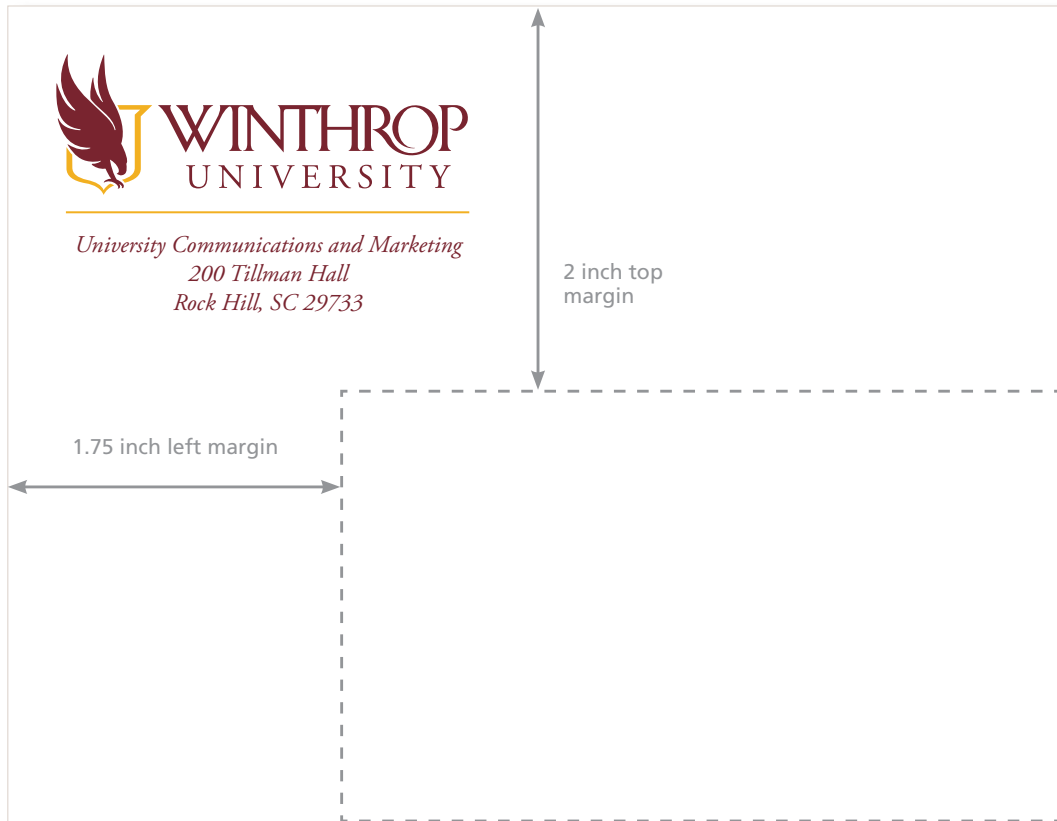 WINTHROP
UNIVERSITY
University Communications and Marketing
200 Tillman Hall
Rock Hill, SC 29733
2 inch top
margin
1.75 inch left margin